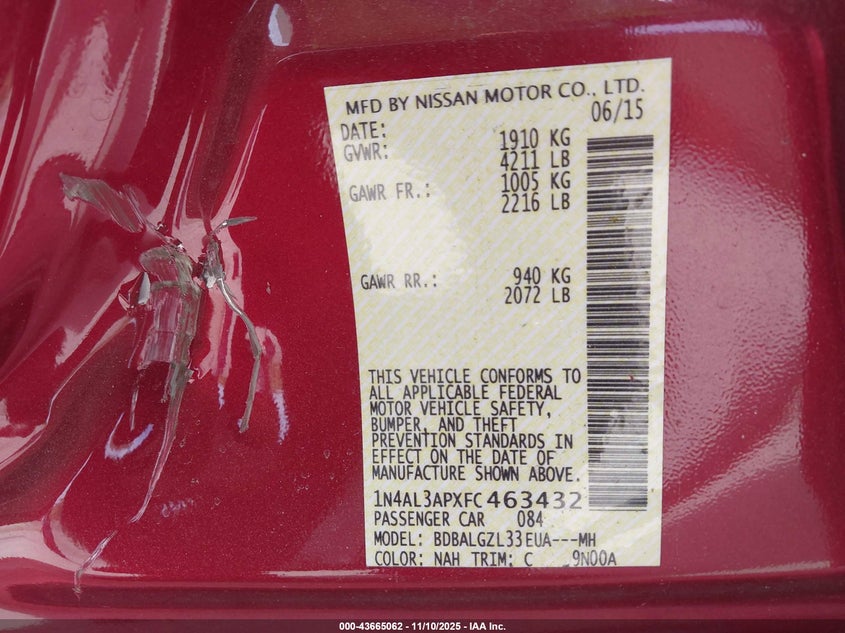 MFD BY NISSAN MOTOR CO., LTD.
DATE: 06/15
GVWR: 1910 KG
4211 LB
GAWR FR.: 1005 KG
2216 LB
GAWR RR.: 940 KG
2072 LB
THIS VEHICLE CONFORMS TO
ALL APPLICABLE FEDERAL
MOTOR VEHICLE SAFETY,
BUMPER, AND THEFT
PREVENTION STANDARDS IN
EFFECT ON THE DATE OF
MANUFACTURE SHOWN ABOVE.
1N4AL3APXFC463432
PASSENGER CAR 084
MODEL: BDBALGZL33EUA---MH
COLOR: NAH TRIM: C _9N00A
000-43665062 - 11/10/2025 - IAA Inc.